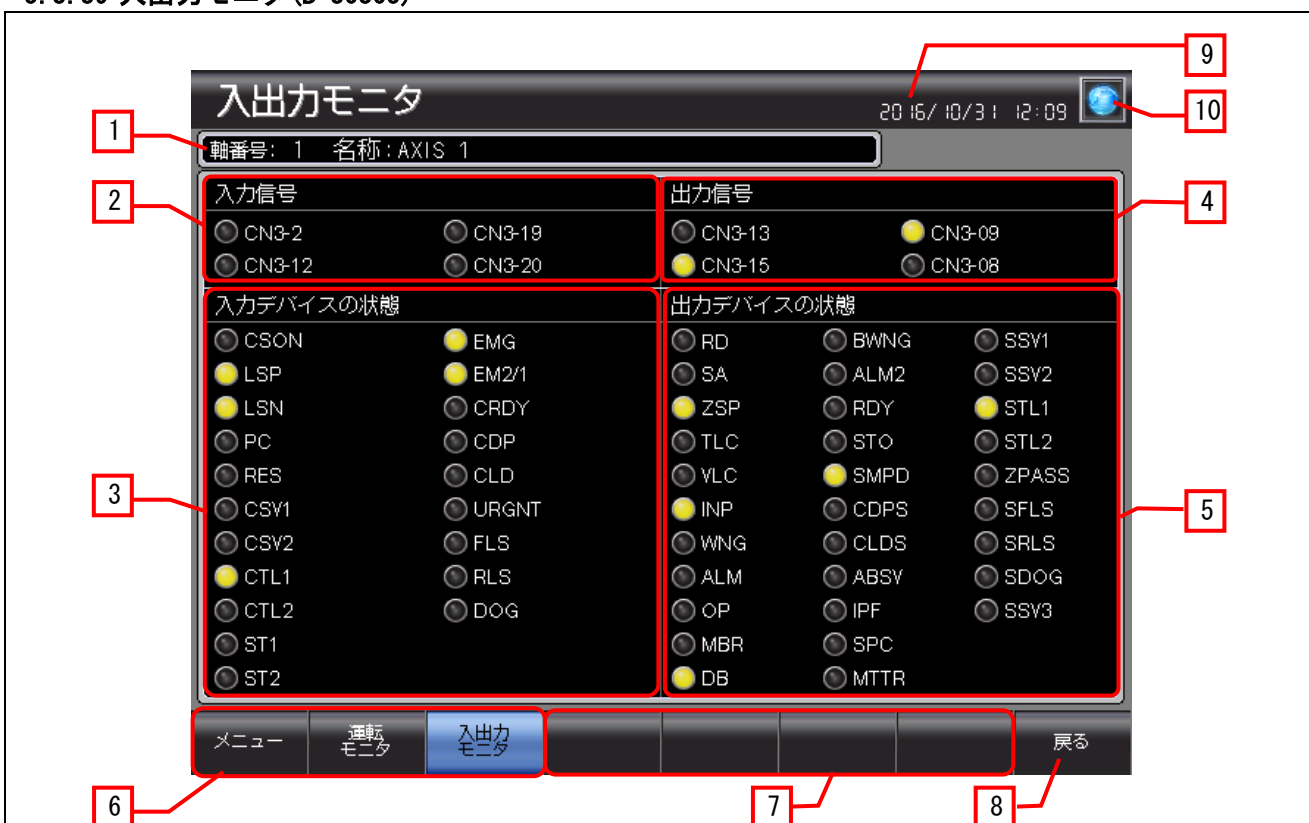 入出力モニタ
2016/10/31 12:09
9
10
1
軸番号: 1 名称:AXIS 1
2
入力信号
CN3-2 CN3-19
CN3-12 CN3-20
出力信号
CN3-13 CN3-09
CN3-15 CN3-08
4
3
入力デバイスの状態
CSON EMG
LSP EM2/1
LSN CRDY
PC CDP
RES CLD
CSV1 URGNT
CSV2 FLS
CTL1 RLS
CTL2 DOG
ST1
ST2
出力デバイスの状態
RD BWNG SSV1
SA ALM2 SSV2
ZSP RDY STL1
TLC STO STL2
VLC SMPD ZPASS
INP CDPS SFLS
WNG CLDS SRLS
ALM ABSV SDOG
OP IPF SSV3
MBR SPC
DB MTTR
5
メニュー
運転
モニタ
入出力
モニタ
戻る
6
7
8